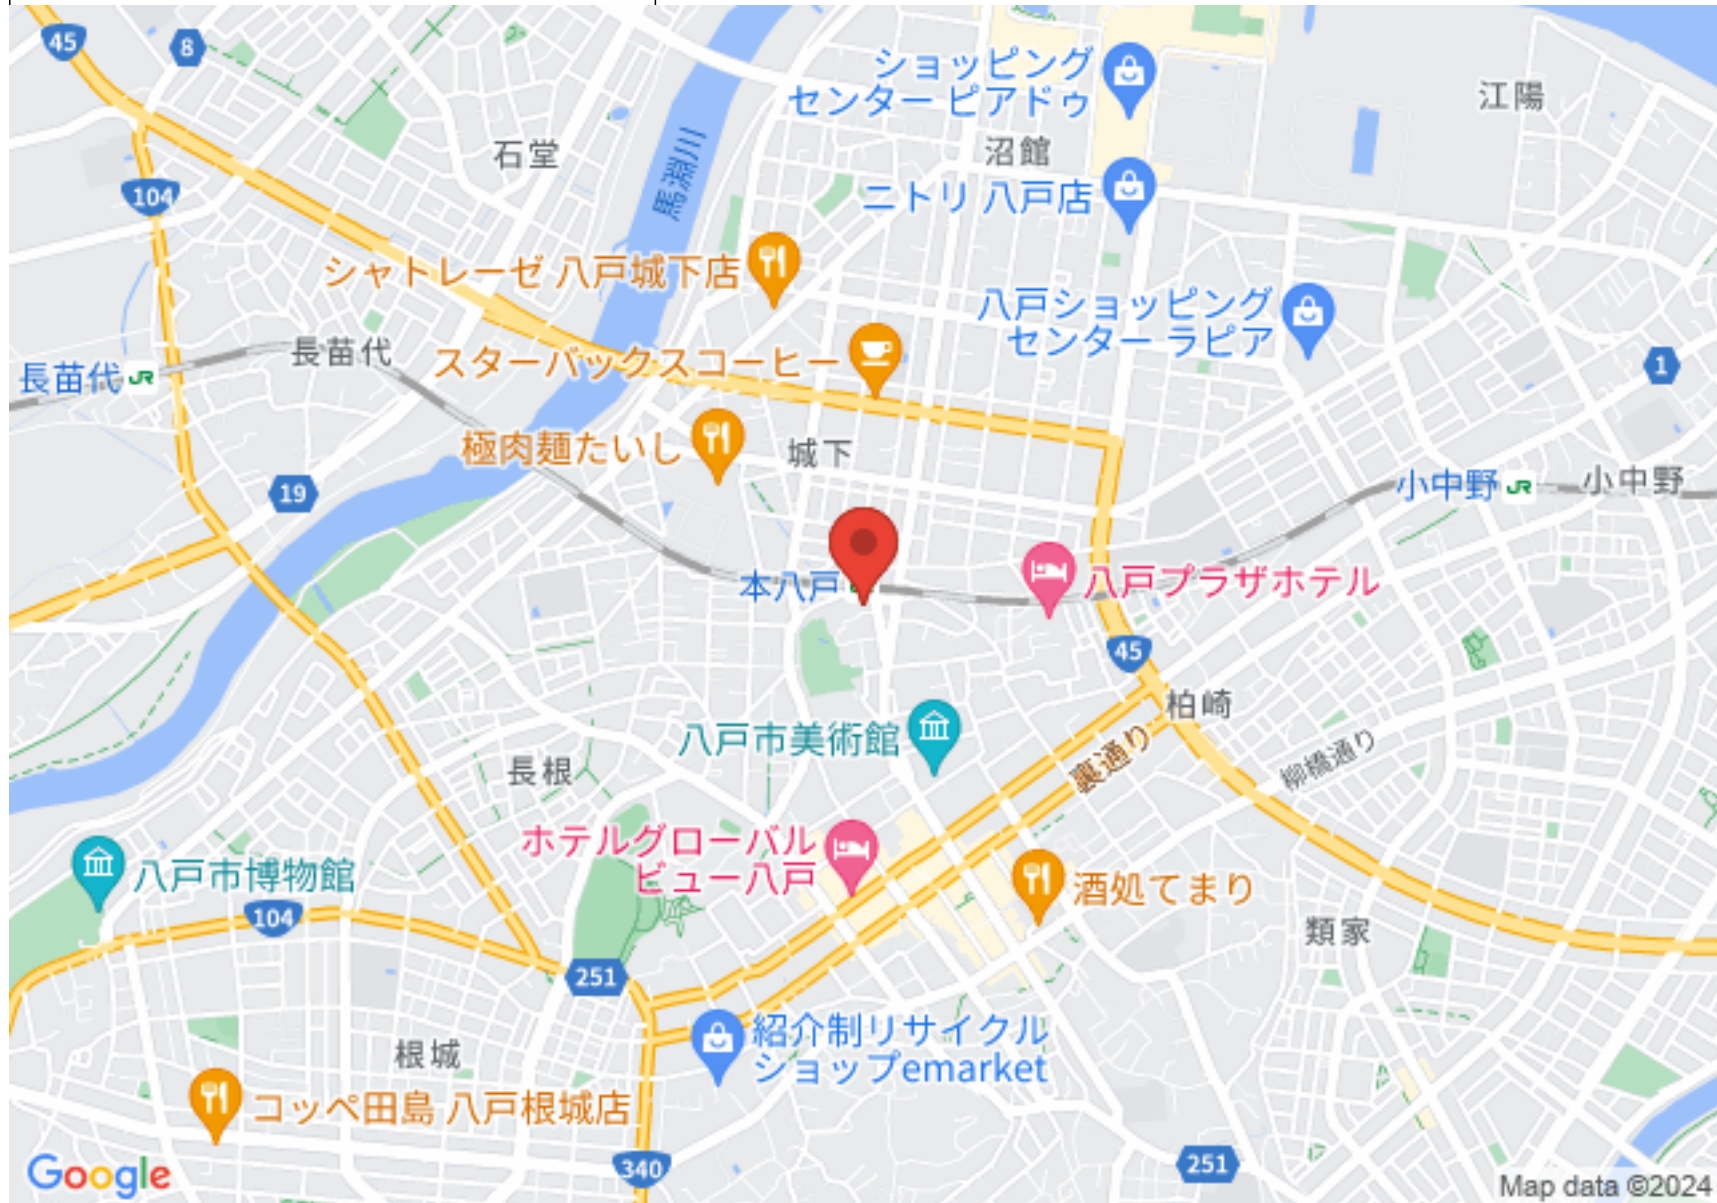 45
8
ショッピング
センター ピアドゥ
江陽
石堂
沼館
馬淵川
104
ニトリ 八戸店
シャトレーゼ 八戸城下店
八戸ショッピング
センター ラピア
長苗代
長苗代 JR
スターバックスコーヒー
1
極肉麺たいし
城下
19
小中野 JR
小中野
本八戸
八戸プラザホテル
45
柏崎
八戸市美術館
裏通り
柳橋通り
長根
ホテルグローバル
ビュー八戸
八戸市博物館
酒処てまり
104
類家
251
紹介制リサイクル
ショップemarket
根城
コッペ田島 八戸根城店
Google
340
251
Map data ©2024